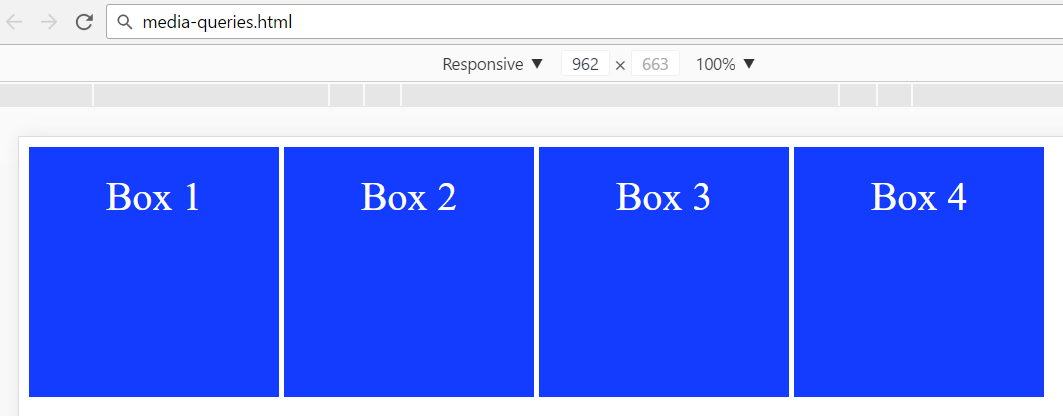 media-queries.html
Responsive ▼ 962 × 663 100% ▼
Box 1 Box 2 Box 3 Box 4